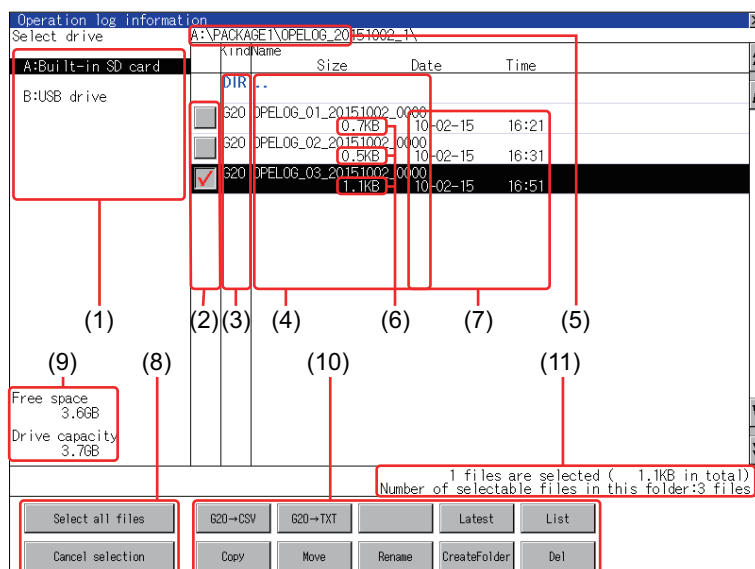 Operation log information
Select drive A:\PACKAGE1\OPELOG_20151002_1\
Kind Name
Size Date Time
A:Built-in SD card
DIR ..
B:USB drive
G20 OPELOG_01_20151002_0000
0.7KB 10-02-15 16:21
G20 OPELOG_02_20151002_0000
0.5KB 10-02-15 16:31
G20 OPELOG_03_20151002_0000
1.1KB 10-02-15 16:51
(1) (2) (3) (4) (6) (7) (5)
(9) (8) (10) (11)
Free space
3.6GB
Drive capacity
3.7GB
1 files are selected ( 1.1KB in total)
Number of selectable files in this folder:3 files
Select all files G20→CSV G20→TXT Latest List
Cancel selection Copy Move Rename CreateFolder Del